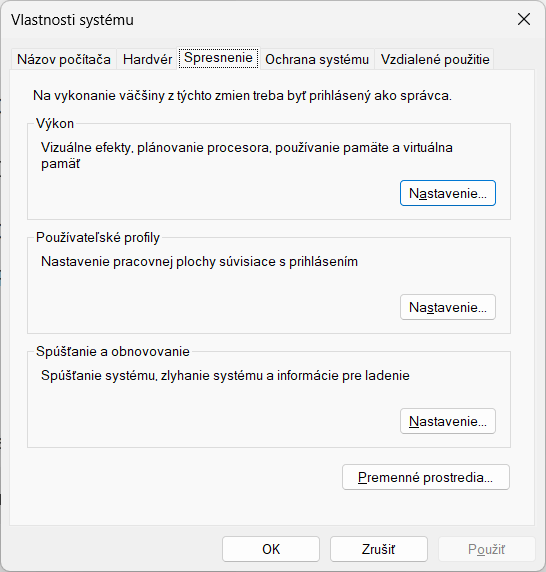 Vlastnosti systému
Názov počítača
Hardvér
Spresnenie
Ochrana systému
Vzdialené použitie
Na vykonanie väčšiny z týchto zmien treba byť prihlásený ako správca.
Výkon
Vizuálne efekty, plánovanie procesora, používanie pamäte a virtuálna
pamäť
Nastavenie...
Používateľské profily
Nastavenie pracovnej plochy súvisiace s prihlásením
Nastavenie...
Spúšťanie a obnovovanie
Spúšťanie systému, zlyhanie systému a informácie pre ladenie
Nastavenie...
Premenné prostredia...
OK
Zrušiť
Použiť